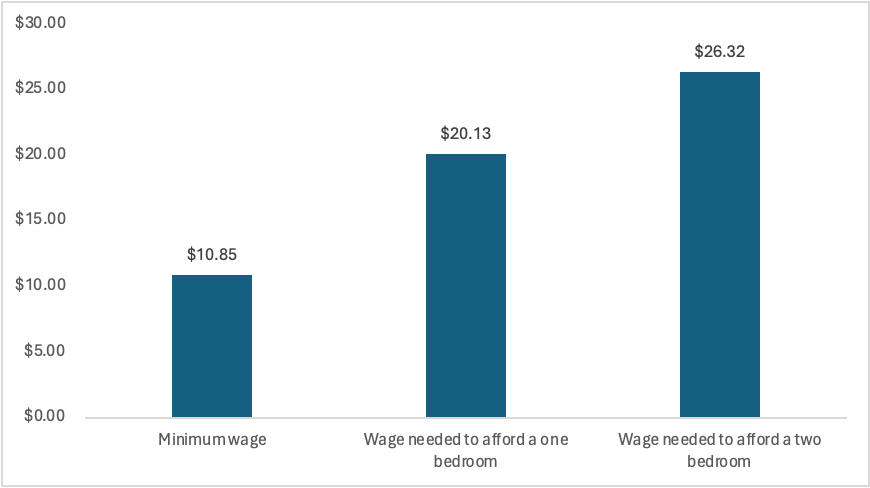 $30.00
$25.00
$20.00
$15.00
$10.00
$5.00
$0.00
$10.85
$20.13
$26.32
Minimum wage
Wage needed to afford a one
bedroom
Wage needed to afford a two
bedroom